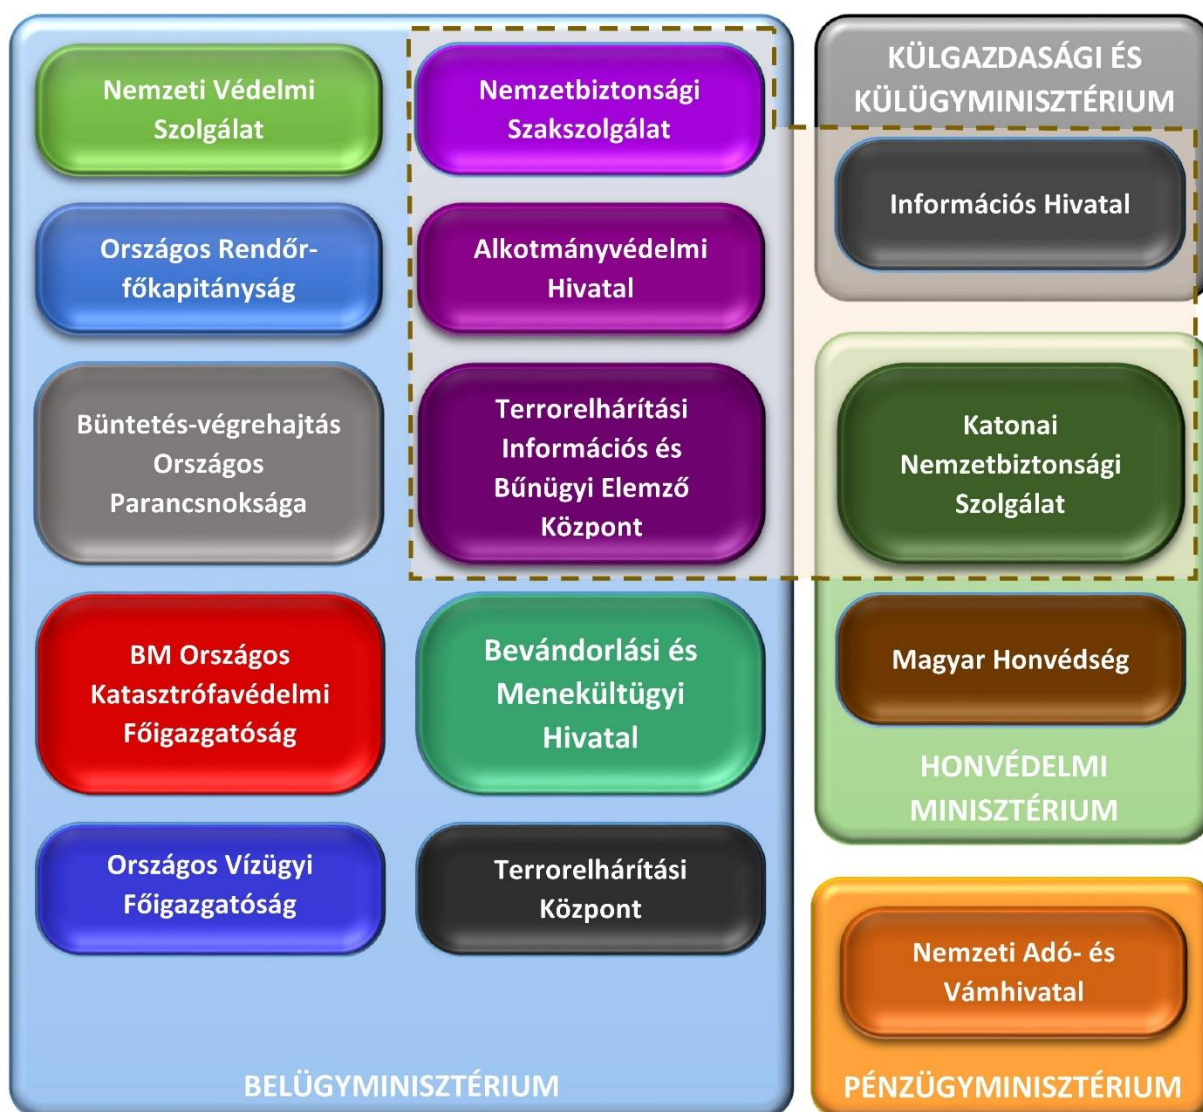 Nemzeti Védelmi
Szolgálat
Országos Rendőr-
főkapitányság
Büntetés-végrehajtás
Országos
Parancsnoksága
BM Országos
Katasztrófavédelmi
Főigazgatóság
Országos Vízügyi
Főigazgatóság
Nemzetbiztonsági
Szakszolgálat
Alkotmányvédelmi
Hivatal
Terrorelhárítási
Információs és
Bűnügyi Elemző
Központ
Bevándorlási és
Menekültügyi
Hivatal
Terrorelhárítási
Központ
BELÜGYMINISZTÉRIUM
KÜLGAZDASÁGI ÉS
KÜLÜGYMINISZTÉRIUM
Információs Hivatal
Katonai
Nemzetbiztonsági
Szolgálat
Magyar Honvédség
HONVÉDELMI
MINISZTÉRIUM
Nemzeti Adó- és
Vámhivatal
PÉNZÜGYMINISZTÉRIUM